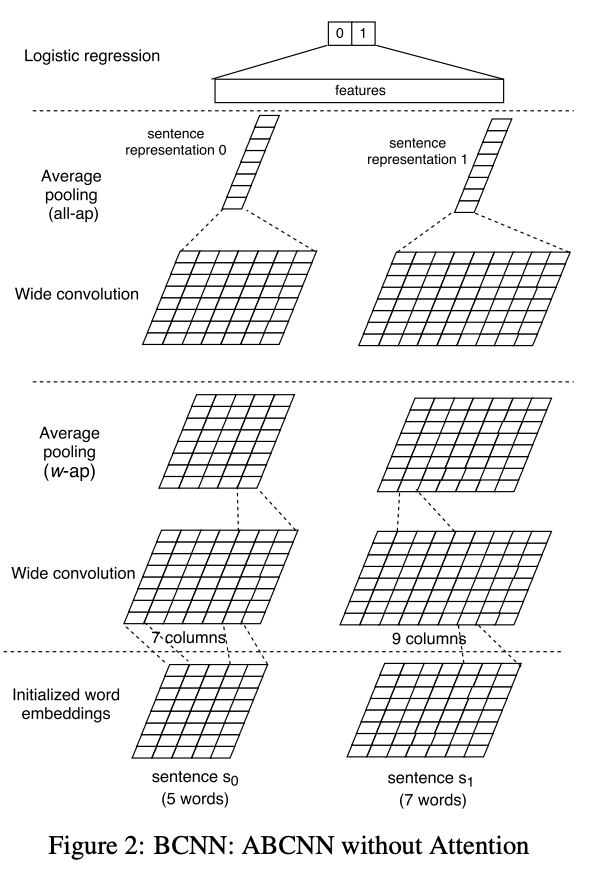 0 1
Logistic regression
features
sentence
representation 0
sentence
representation 1
Average
pooling
(all-ap)
Wide convolution
Average
pooling
(w-ap)
Wide convolution
7 columns
9 columns
Initialized word
embeddings
sentence s0
(5 words)
sentence s1
(7 words)
Figure 2: BCNN: ABCNN without Attention